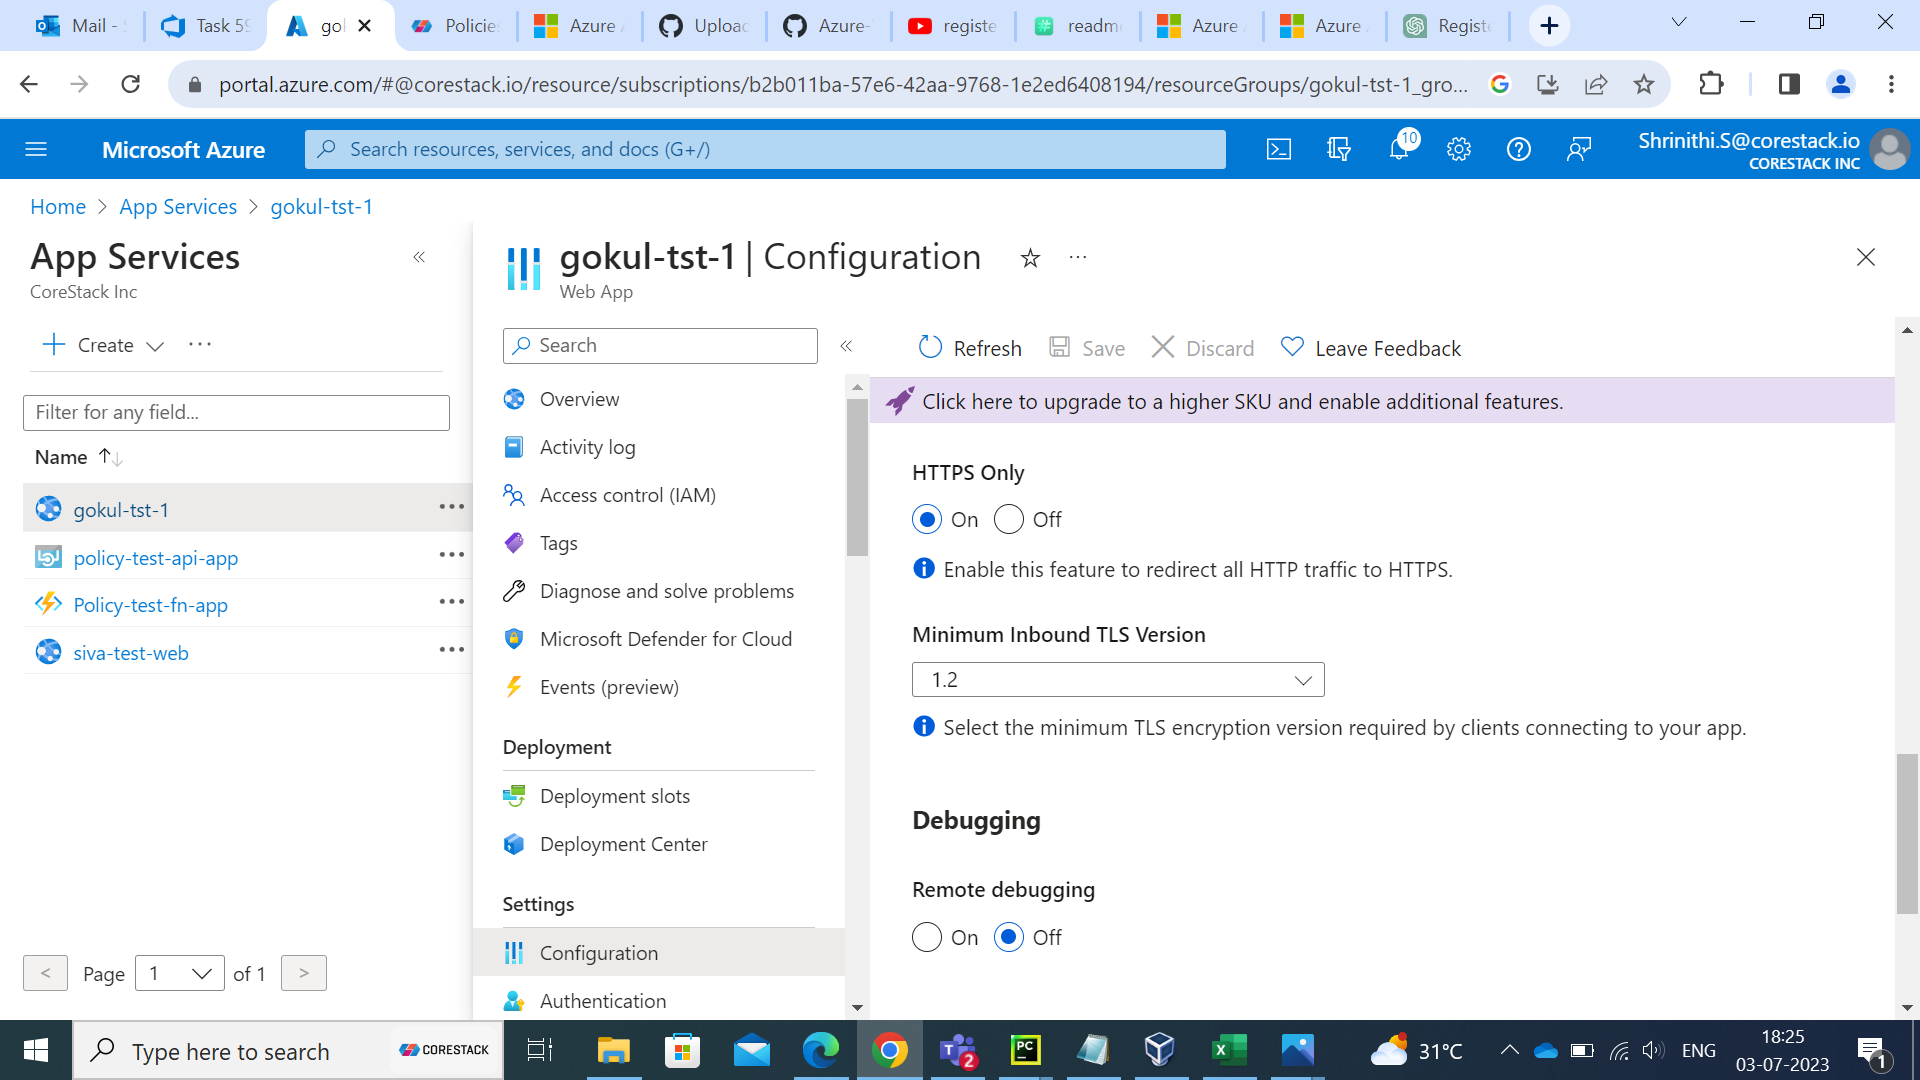 Mail - S
Task 59
gol
Policies
Azure A
Upload
Azure-
registe
readme
Azure
Azure A
Registe
portal.azure.com/#@corestack.io/resource/subscriptions/b2b011ba-57e6-42aa-9768-1e2ed6408194/resourceGroups/gokul-tst-1_gro...
Microsoft Azure
Search resources, services, and docs (G+/)
10
Shrinithi.S@corestack.io
CORESTACK INC
Home > App Services > gokul-tst-1
App Services
CoreStack Inc
Create
Filter for any field...
Name
gokul-tst-1
policy-test-api-app
Policy-test-fn-app
siva-test-web
< Page 1 of 1 >
gokul-tst-1 | Configuration
Web App
Search
Overview
Activity log
Access control (IAM)
Tags
Diagnose and solve problems
Microsoft Defender for Cloud
Events (preview)
Deployment
Deployment slots
Deployment Center
Settings
Configuration
Authentication
Refresh Save Discard Leave Feedback
Click here to upgrade to a higher SKU and enable additional features.
HTTPS Only
On Off
Enable this feature to redirect all HTTP traffic to HTTPS.
Minimum Inbound TLS Version
1.2
Select the minimum TLS encryption version required by clients connecting to your app.
Debugging
Remote debugging
On Off
Type here to search
CORESTACK
2
PC
31°C
ENG
18:25
03-07-2023
1